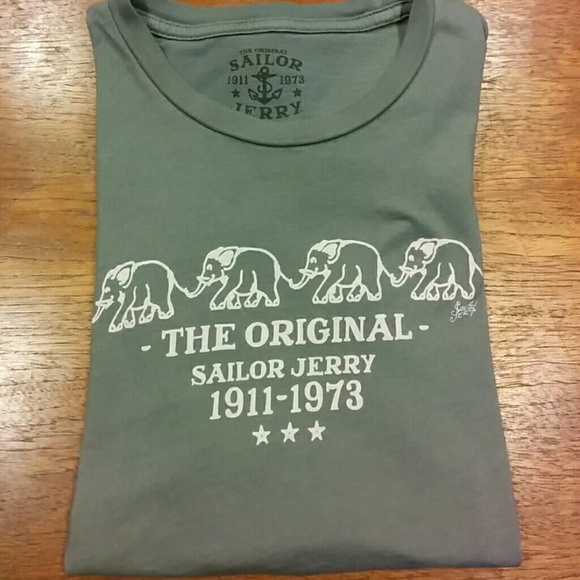 THE ORIGINAL
SAILOR
1911 1973
JERRY
- THE ORIGINAL -
SAILOR JERRY
1911-1973